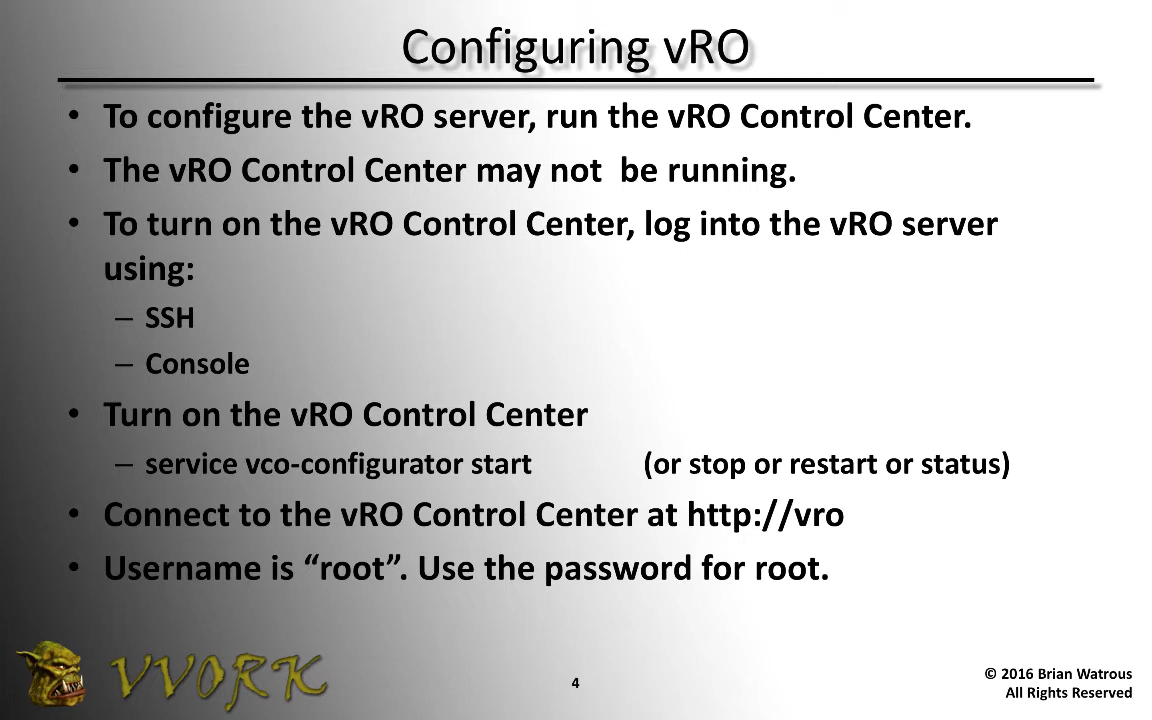 Configuring vRO
• To configure the vRO server, run the vRO Control Center.
• The vRO Control Center may not  be running.
• To turn on the vRO Control Center, log into the vRO server
using:
– SSH
– Console
• Turn on the vRO Control Center
– service vco-configurator start (or stop or restart or status)
• Connect to the vRO Control Center at http://vro
• Username is “root”. Use the password for root.
VVORK
4
© 2016 Brian Watrous
All Rights Reserved